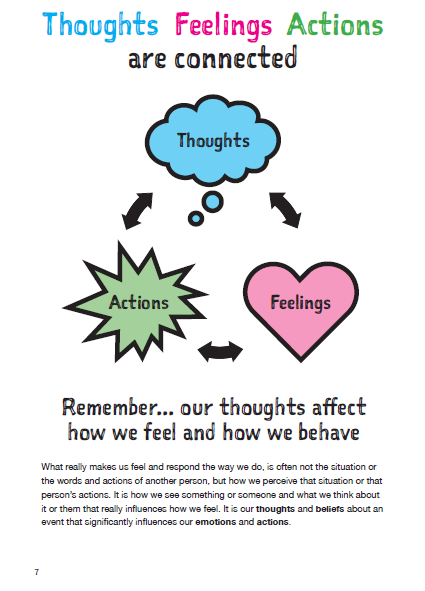 Thoughts Feelings Actions
are connected
Thoughts
Actions
Feelings
Remember... our thoughts affect
how we feel and how we behave
What really makes us feel and respond the way we do, is often not the situation or
the words and actions of another person, but how we perceive that situation or that
person's actions. It is how we see something or someone and what we think about
it or them that really influences how we feel. It is our thoughts and beliefs about an
event that significantly influences our emotions and actions.
7